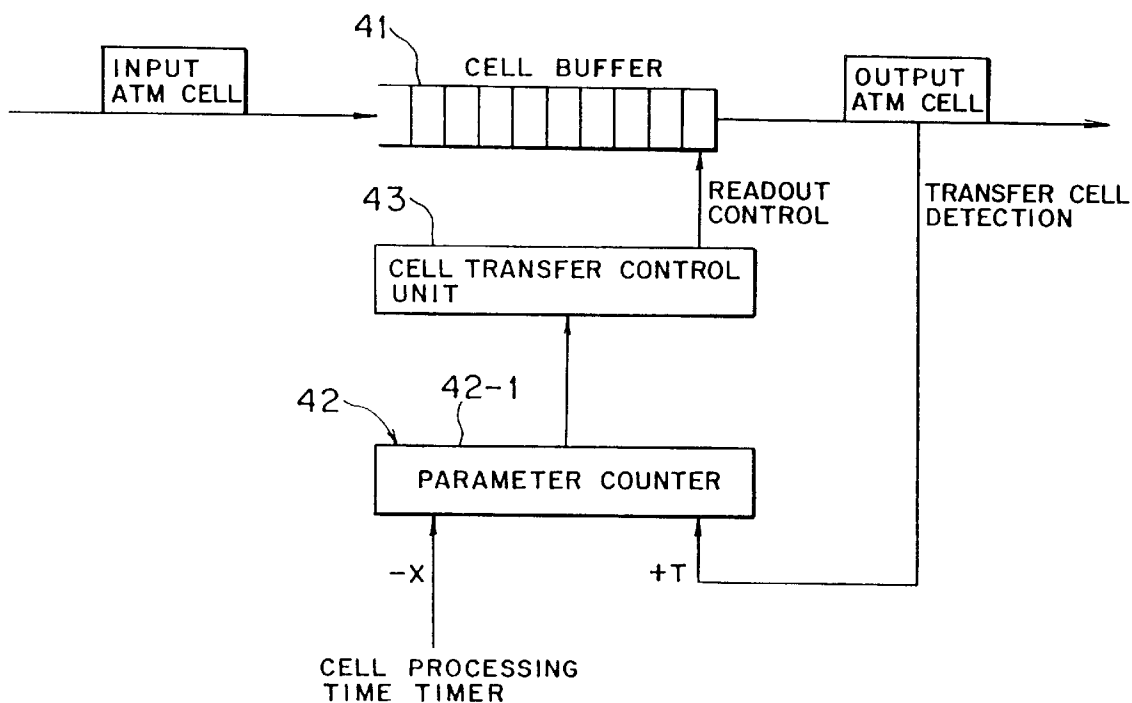 41
INPUT
ATM CELL
CELL BUFFER
OUTPUT
ATM CELL
READOUT
CONTROL
TRANSFER CELL
DETECTION
43
CELL TRANSFER CONTROL
UNIT
42
42-1
PARAMETER COUNTER
-X
+T
CELL PROCESSING
TIME TIMER